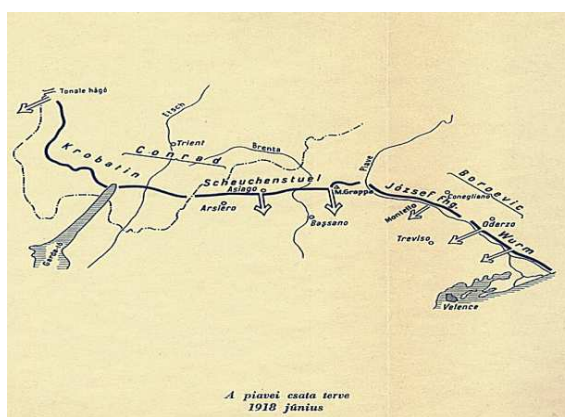 Tonale hágó
Etsch
Trient
Krobatin
Conrad
Brenta
Scheuchenstuel
Asiago
Arsiero
Bassano
M.Grappa
Piave
József fhg.
Boroevic
Conegliano
Montello
Oderzo
Treviso
Wurm
Velence
A piavei csata terve
1918 június